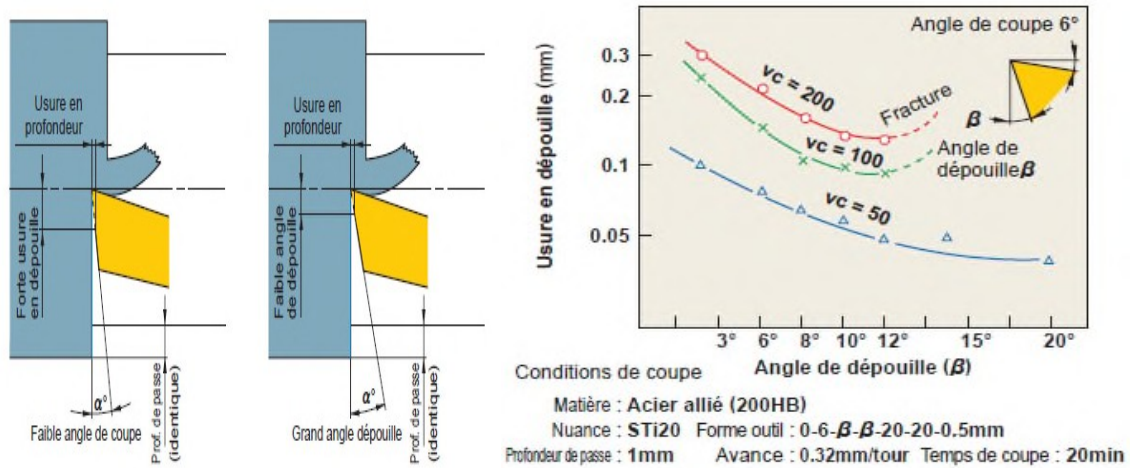 Usure en
profondeur
Forte usure
en dépouille
α°
Prof. de passe
(identique)
Faible angle de coupe
Usure en
profondeur
Faible angle
de dépouille
α°
Prof. de passe
(identique)
Grand angle dépouille
Usure en dépouille (mm)
0.3
0.2
0.1
0.05
vc = 200
vc = 100
vc = 50
Fracture
Angle de
dépouille β
Angle de coupe 6°
β
3° 6° 8° 10° 12° 15° 20°
Angle de dépouille (β)
Conditions de coupe
Matière : Acier allié (200HB)
Nuance : STi20 Forme outil : 0-6-β-β-20-20-0.5mm
Profondeur de passe : 1mm Avance : 0.32mm/tour Temps de coupe : 20min